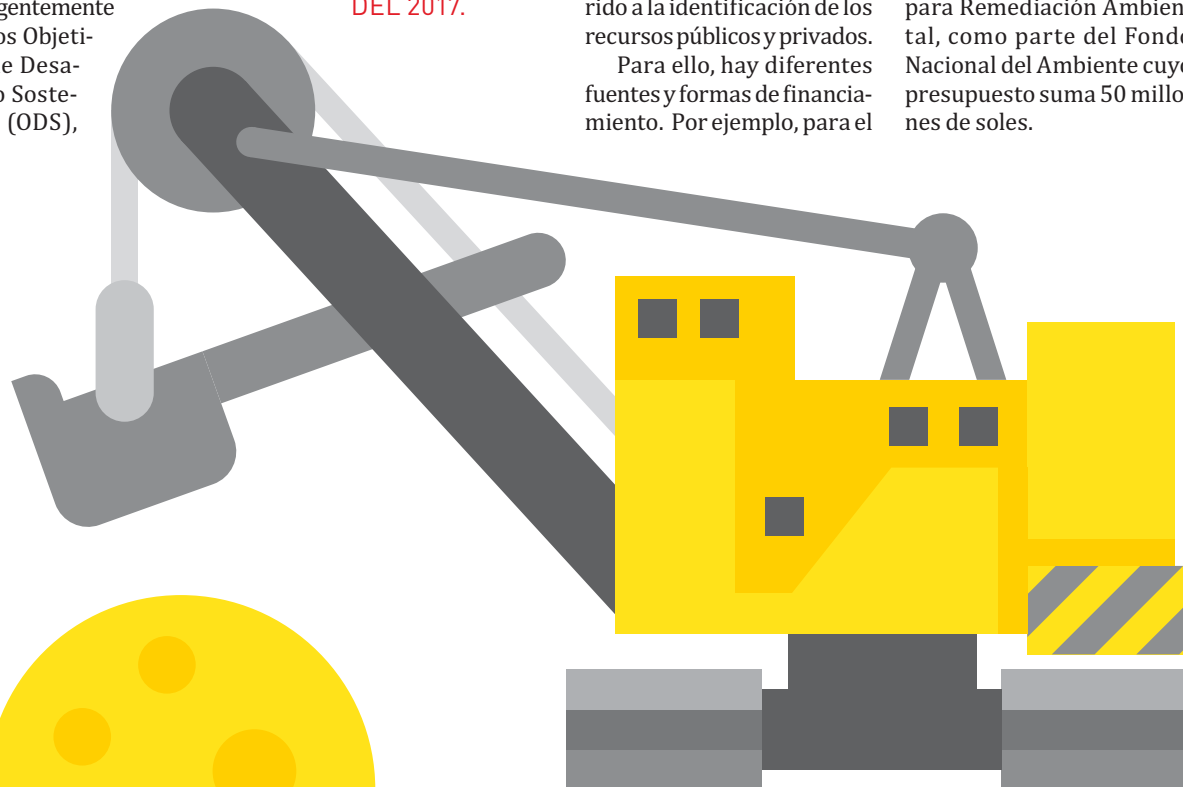 gentemente
os Objeti-
e Desa-
o Soste-
(ODS),
DEL 2017.
rido a la identificación de los
recursos públicos y privados.
Para ello, hay diferentes
fuentes y formas de financia-
miento. Por ejemplo, para el
para Remediación Ambien
tal, como parte del Fondo
Nacional del Ambiente cuyo
presupuesto suma 50 millo
nes de soles.